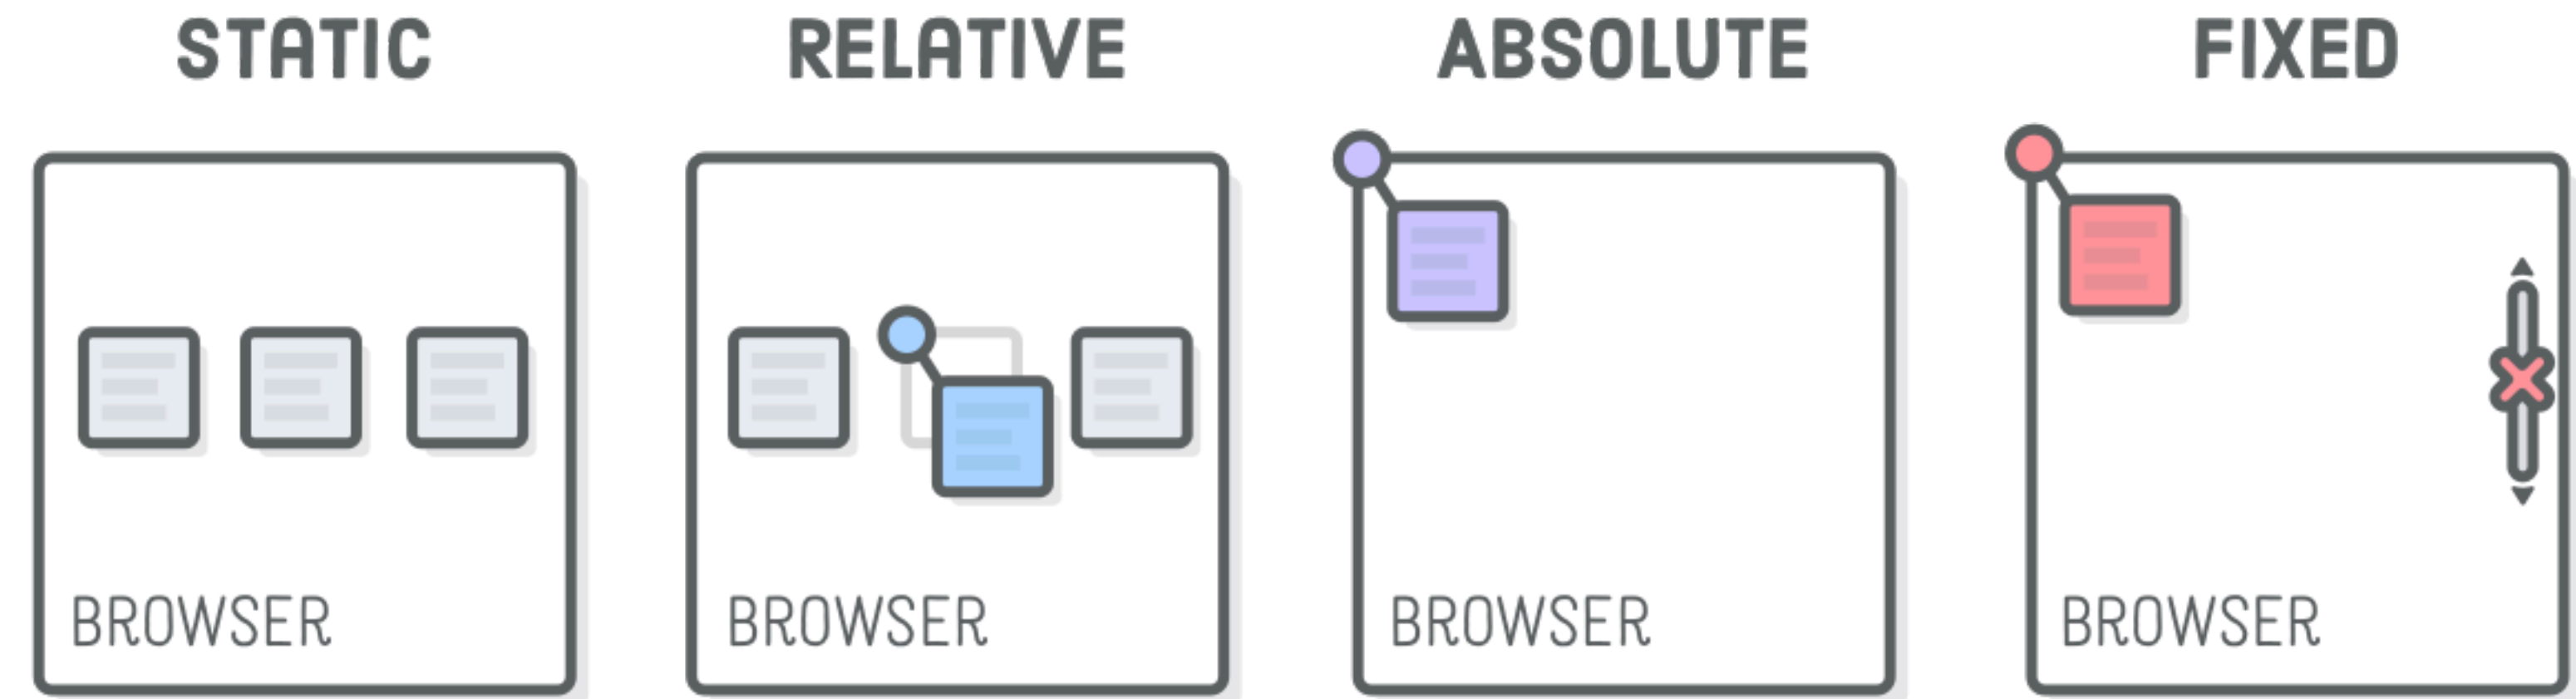 STATIC
RELATIVE
ABSOLUTE
FIXED
BROWSER
BROWSER
BROWSER
BROWSER